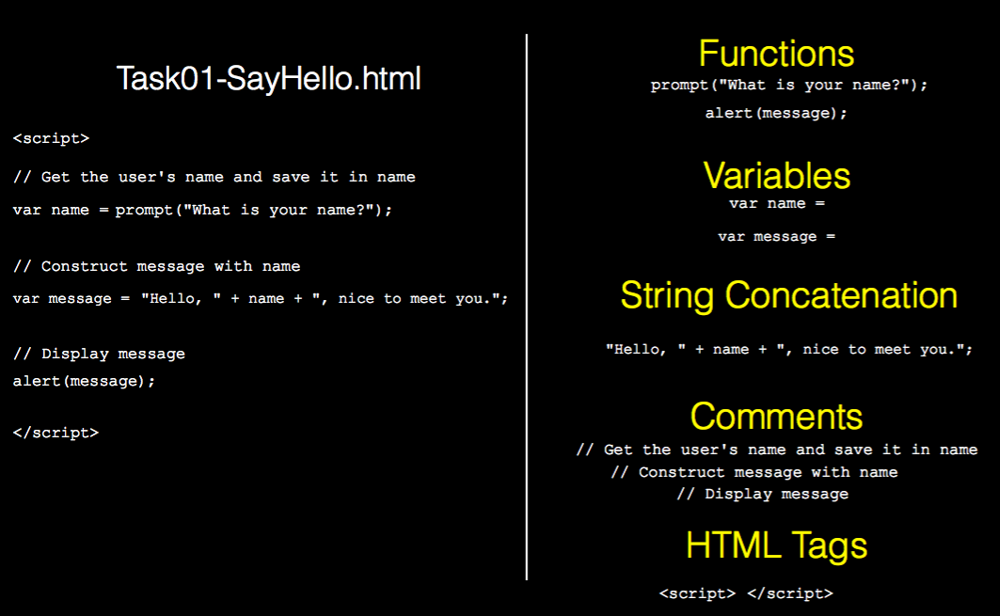 Task01-SayHello.html
<script>
// Get the user's name and save it in name
var name = prompt("What is your name?");
// Construct message with name
var message = "Hello, " + name + ", nice to meet you.";
// Display message
alert(message);
</script>
Functions
prompt("What is your name?");
alert(message);
Variables
var name =
var message =
String Concatenation
"Hello, " + name + ", nice to meet you.";
Comments
// Get the user's name and save it in name
// Construct message with name
// Display message
HTML Tags
<script> </script>